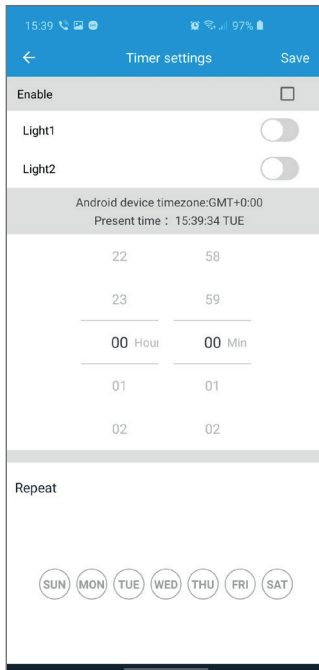 15:39 97%
Timer settings Save
Enable
Light1
Light2
Android device timezone:GMT+0:00
Present time : 15:39:34 TUE
22 58
23 59
00 Hour 00 Min
01 01
02 02
Repeat
SUN MON TUE WED THU FRI SAT